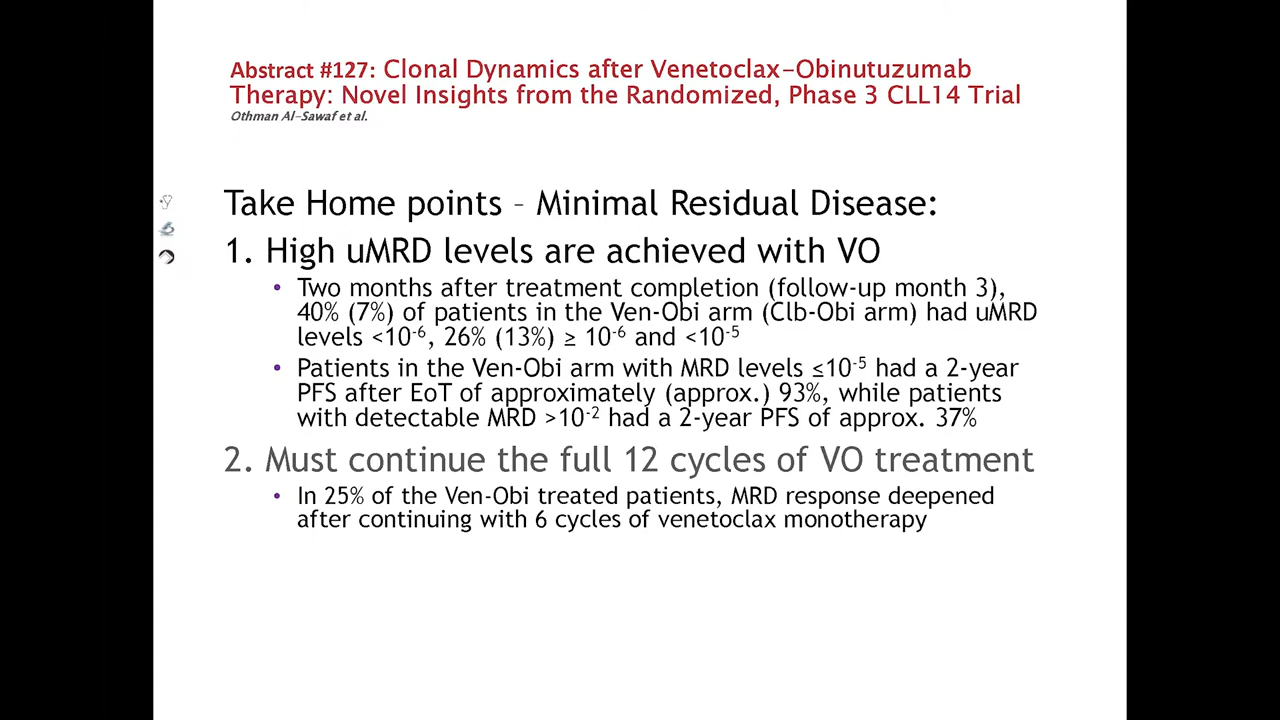 Abstract #127: Clonal Dynamics after Venetoclax-Obinutuzumab
Therapy: Novel Insights from the Randomized, Phase 3 CLL14 Trial
Othman Al-Sawaf et al.
Take Home points – Minimal Residual Disease:
1. High uMRD levels are achieved with VO
• Two months after treatment completion (follow-up month 3),
40% (7%) of patients in the Ven-Obi arm (Clb-Obi arm) had uMRD
levels <10⁻⁶, 26% (13%) ≥ 10⁻⁶ and <10⁻⁵
• Patients in the Ven-Obi arm with MRD levels ≤10⁻⁵ had a 2-year
PFS after EoT of approximately (approx.) 93%, while patients
with detectable MRD >10⁻² had a 2-year PFS of approx. 37%
2. Must continue the full 12 cycles of VO treatment
• In 25% of the Ven-Obi treated patients, MRD response deepened
after continuing with 6 cycles of venetoclax monotherapy